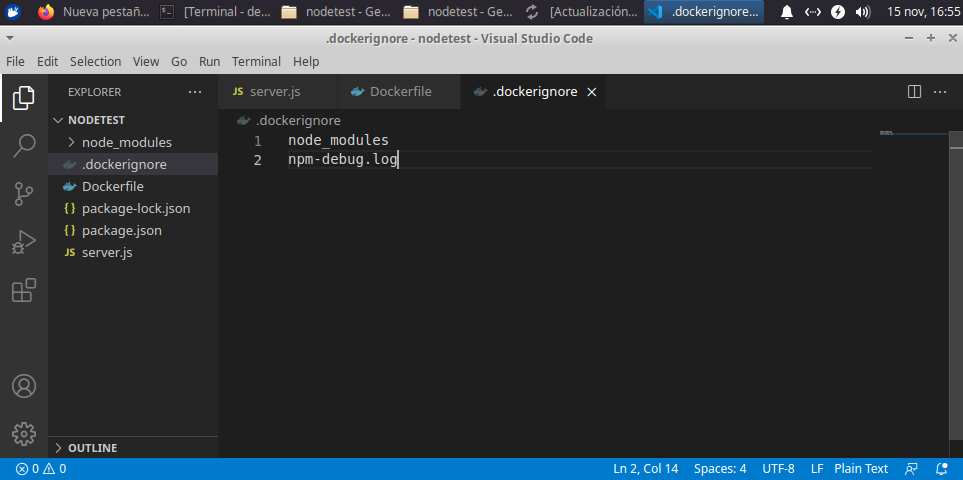 Nueva pestañ... [Terminal - de... nodetest - Ge... nodetest - Ge... [Actualización... .dockerignore... 15 nov, 16:55
.dockerignore - nodetest - Visual Studio Code
File Edit Selection View Go Run Terminal Help
EXPLORER ... JS server.js Dockerfile .dockerignore
NODETEST
.dockerignore
node_modules
.dockerignore
Dockerfile
{} package-lock.json
{} package.json
JS server.js
1 node_modules
2 npm-debug.log
OUTLINE
0 0 Ln 2, Col 14 Spaces: 4 UTF-8 LF Plain Text